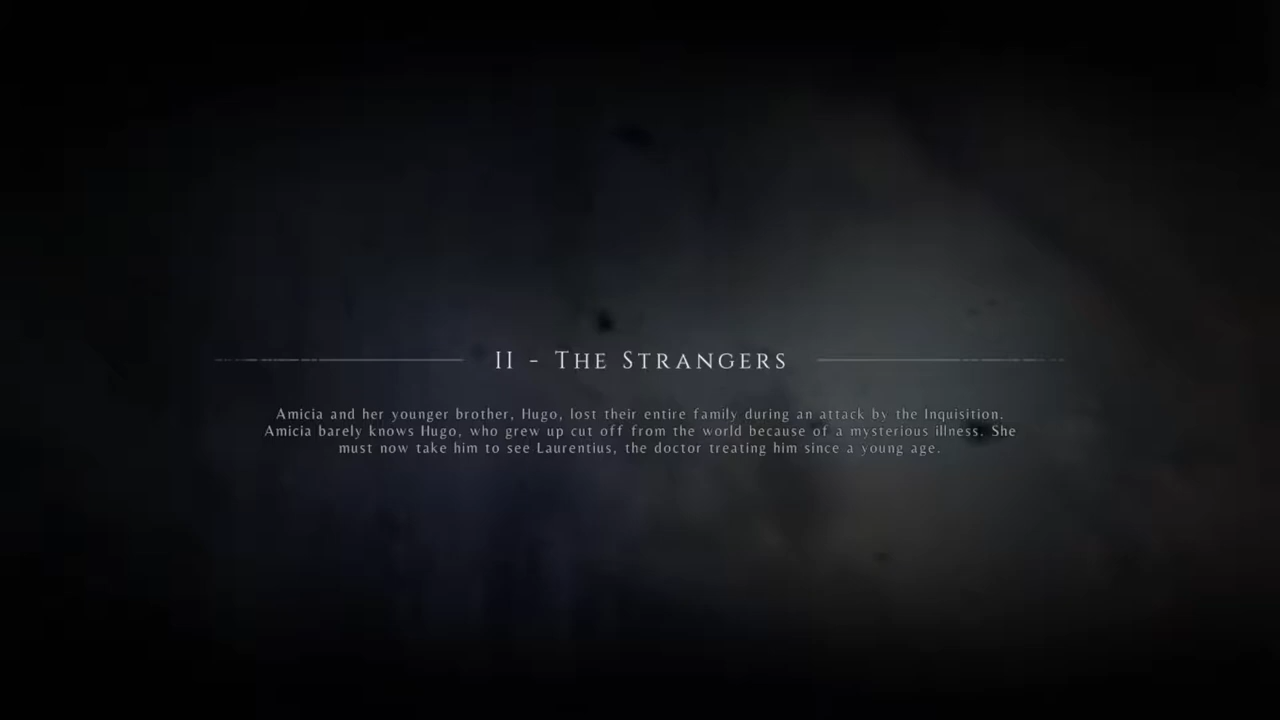 II - The Strangers
Amicia and her younger brother, Hugo, lost their entire family during an attack by the Inquisition.
Amicia barely knows Hugo, who grew up cut off from the world because of a mysterious illness. She
must now take him to see Laurentius, the doctor treating him since a young age.